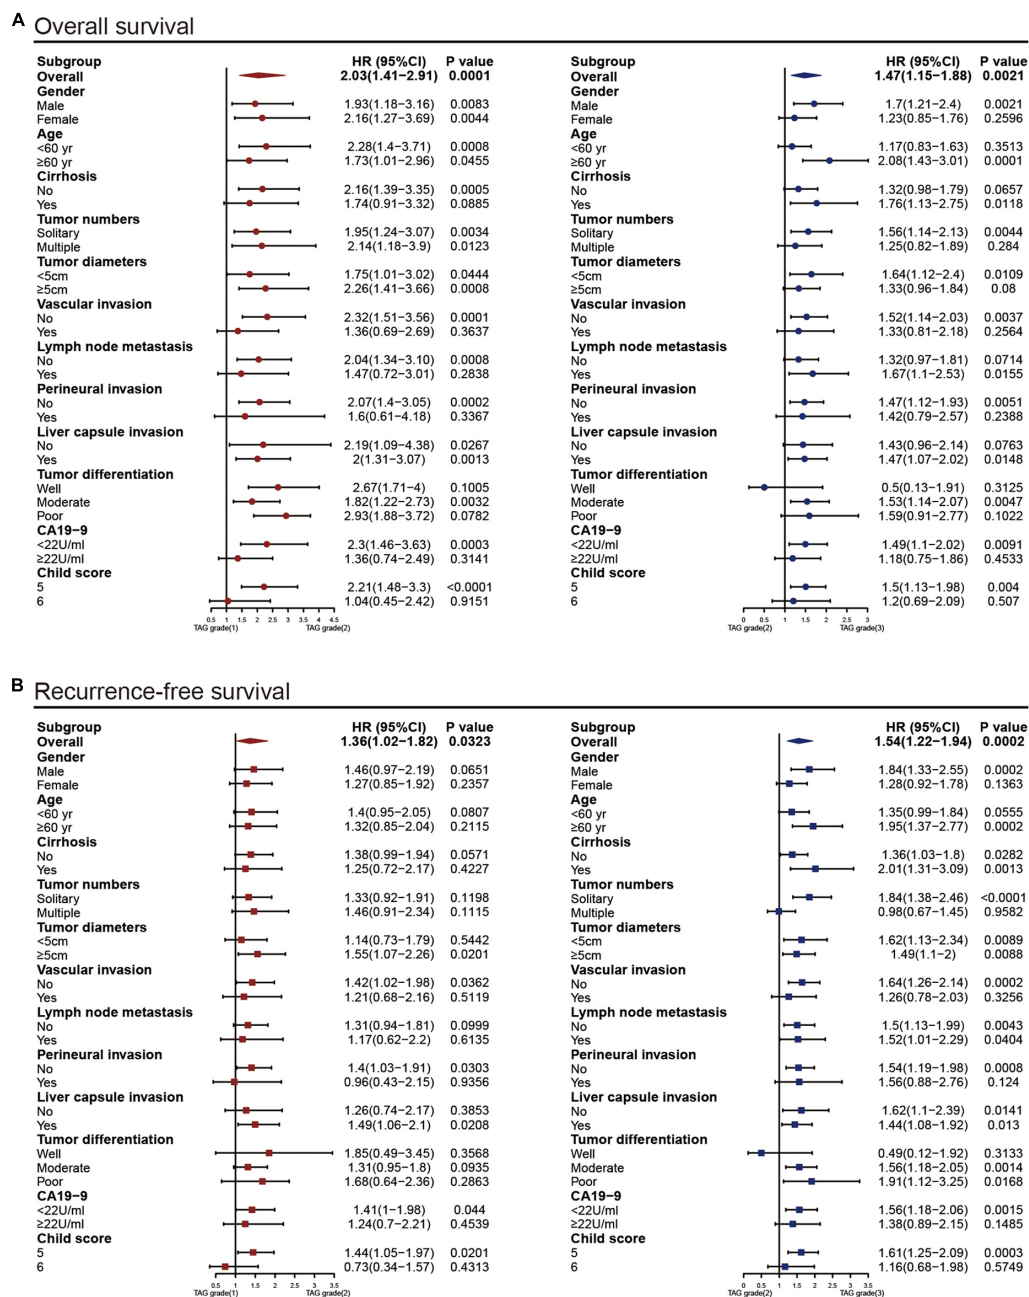 A Overall survival
Subgroup HR (95%CI) P value
Overall 2.03(1.41−2.91) 0.0001
Gender
Male 1.93(1.18−3.16) 0.0083
Female 2.16(1.27−3.69) 0.0044
Age
<60 yr 2.28(1.4−3.71) 0.0008
≥60 yr 1.73(1.01−2.96) 0.0455
Cirrhosis
No 2.16(1.39−3.35) 0.0005
Yes 1.74(0.91−3.32) 0.0885
Tumor numbers
Solitary 1.95(1.24−3.07) 0.0034
Multiple 2.14(1.18−3.9) 0.0123
Tumor diameters
<5cm 1.75(1.01−3.02) 0.0444
≥5cm 2.26(1.41−3.66) 0.0008
Vascular invasion
No 2.32(1.51−3.56) 0.0001
Yes 1.36(0.69−2.69) 0.3637
Lymph node metastasis
No 2.04(1.34−3.10) 0.0008
Yes 1.47(0.72−3.01) 0.2838
Perineural invasion
No 2.07(1.4−3.05) 0.0002
Yes 1.6(0.61−4.18) 0.3367
Liver capsule invasion
No 2.19(1.09−4.38) 0.0267
Yes 2(1.31−3.07) 0.0013
Tumor differentiation
Well 2.67(1.71−4) 0.1005
Moderate 1.82(1.22−2.73) 0.0032
Poor 2.93(1.88−3.72) 0.0782
CA19−9
<22U/ml 2.3(1.46−3.63) 0.0003
≥22U/ml 1.36(0.74−2.49) 0.3141
Child score
5 2.21(1.48−3.3) <0.0001
6 1.04(0.45−2.42) 0.9151
0.5 1 1.5 2 2.5 3 3.5 4 4.5
TAG grade(1) TAG grade(2)
Subgroup HR (95%CI) P value
Overall 1.47(1.15−1.88) 0.0021
Gender
Male 1.7(1.21−2.4) 0.0021
Female 1.23(0.85−1.76) 0.2596
Age
<60 yr 1.17(0.83−1.63) 0.3513
≥60 yr 2.08(1.43−3.01) 0.0001
Cirrhosis
No 1.32(0.98−1.79) 0.0657
Yes 1.76(1.13−2.75) 0.0118
Tumor numbers
Solitary 1.56(1.14−2.13) 0.0044
Multiple 1.25(0.82−1.89) 0.284
Tumor diameters
<5cm 1.64(1.12−2.4) 0.0109
≥5cm 1.33(0.96−1.84) 0.08
Vascular invasion
No 1.52(1.14−2.03) 0.0037
Yes 1.33(0.81−2.18) 0.2564
Lymph node metastasis
No 1.32(0.97−1.81) 0.0714
Yes 1.67(1.1−2.53) 0.0155
Perineural invasion
No 1.47(1.12−1.93) 0.0051
Yes 1.42(0.79−2.57) 0.2388
Liver capsule invasion
No 1.43(0.96−2.14) 0.0763
Yes 1.47(1.07−2.02) 0.0148
Tumor differentiation
Well 0.5(0.13−1.91) 0.3125
Moderate 1.53(1.14−2.07) 0.0047
Poor 1.59(0.91−2.77) 0.1022
CA19−9
<22U/ml 1.49(1.1−2.02) 0.0091
≥22U/ml 1.18(0.75−1.86) 0.4533
Child score
5 1.5(1.13−1.98) 0.004
6 1.2(0.69−2.09) 0.507
0 0.5 1 1.5 2 2.5 3
TAG grade(2) TAG grade(3)
B Recurrence-free survival
Subgroup HR (95%CI) P value
Overall 1.36(1.02−1.82) 0.0323
Gender
Male 1.46(0.97−2.19) 0.0651
Female 1.27(0.85−1.92) 0.2357
Age
<60 yr 1.4(0.95−2.05) 0.0807
≥60 yr 1.32(0.85−2.04) 0.2115
Cirrhosis
No 1.38(0.99−1.94) 0.0571
Yes 1.25(0.72−2.17) 0.4227
Tumor numbers
Solitary 1.33(0.92−1.91) 0.1198
Multiple 1.46(0.91−2.34) 0.1115
Tumor diameters
<5cm 1.14(0.73−1.79) 0.5442
≥5cm 1.55(1.07−2.26) 0.0201
Vascular invasion
No 1.42(1.02−1.98) 0.0362
Yes 1.21(0.68−2.16) 0.5119
Lymph node metastasis
No 1.31(0.94−1.81) 0.0999
Yes 1.17(0.62−2.2) 0.6135
Perineural invasion
No 1.4(1.03−1.91) 0.0303
Yes 0.96(0.43−2.15) 0.9356
Liver capsule invasion
No 1.26(0.74−2.17) 0.3853
Yes 1.49(1.06−2.1) 0.0208
Tumor differentiation
Well 1.85(0.49−3.45) 0.3568
Moderate 1.31(0.95−1.8) 0.0935
Poor 1.68(0.64−2.36) 0.2863
CA19−9
<22U/ml 1.41(1−1.98) 0.044
≥22U/ml 1.24(0.7−2.21) 0.4539
Child score
5 1.44(1.05−1.97) 0.0201
6 0.73(0.34−1.57) 0.4313
0.5 1 1.5 2 2.5 3 3.5
TAG grade(1) TAG grade(2)
Subgroup HR (95%CI) P value
Overall 1.54(1.22−1.94) 0.0002
Gender
Male 1.84(1.33−2.55) 0.0002
Female 1.28(0.92−1.78) 0.1363
Age
<60 yr 1.35(0.99−1.84) 0.0555
≥60 yr 1.95(1.37−2.77) 0.0002
Cirrhosis
No 1.36(1.03−1.8) 0.0282
Yes 2.01(1.31−3.09) 0.0013
Tumor numbers
Solitary 1.84(1.38−2.46) <0.0001
Multiple 0.98(0.67−1.45) 0.9582
Tumor diameters
<5cm 1.62(1.13−2.34) 0.0089
≥5cm 1.49(1.1−2) 0.0088
Vascular invasion
No 1.64(1.26−2.14) 0.0002
Yes 1.26(0.78−2.03) 0.3256
Lymph node metastasis
No 1.5(1.13−1.99) 0.0043
Yes 1.52(1.01−2.29) 0.0404
Perineural invasion
No 1.54(1.19−1.98) 0.0008
Yes 1.56(0.88−2.76) 0.124
Liver capsule invasion
No 1.62(1.1−2.39) 0.0141
Yes 1.44(1.08−1.92) 0.013
Tumor differentiation
Well 0.49(0.12−1.92) 0.3133
Moderate 1.56(1.18−2.05) 0.0014
Poor 1.91(1.12−3.25) 0.0168
CA19−9
<22U/ml 1.56(1.18−2.06) 0.0015
≥22U/ml 1.38(0.89−2.15) 0.1485
Child score
5 1.61(1.25−2.09) 0.0003
6 1.16(0.68−1.98) 0.5749
0 0.5 1 1.5 2 2.5 3 3.5
TAG grade(2) TAG grade(3)